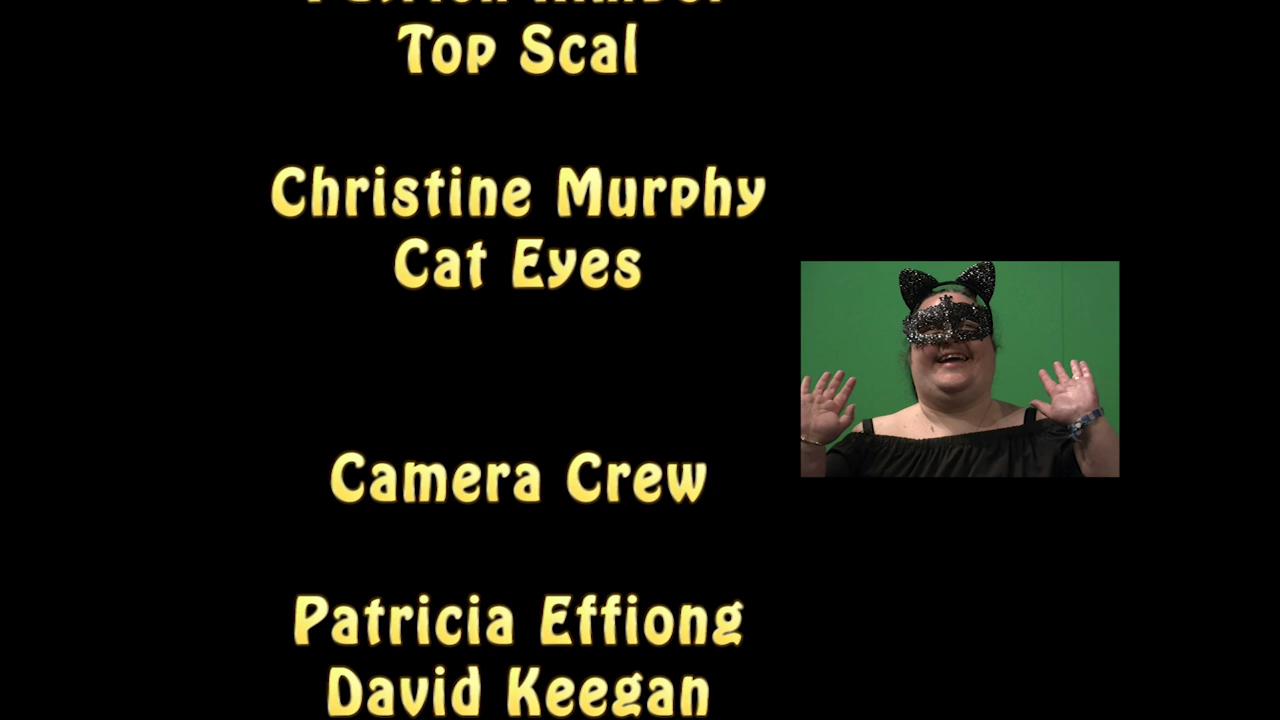 Top Scal
Christine Murphy
Cat Eyes
Camera Crew
Patricia Effiong
David Keegan